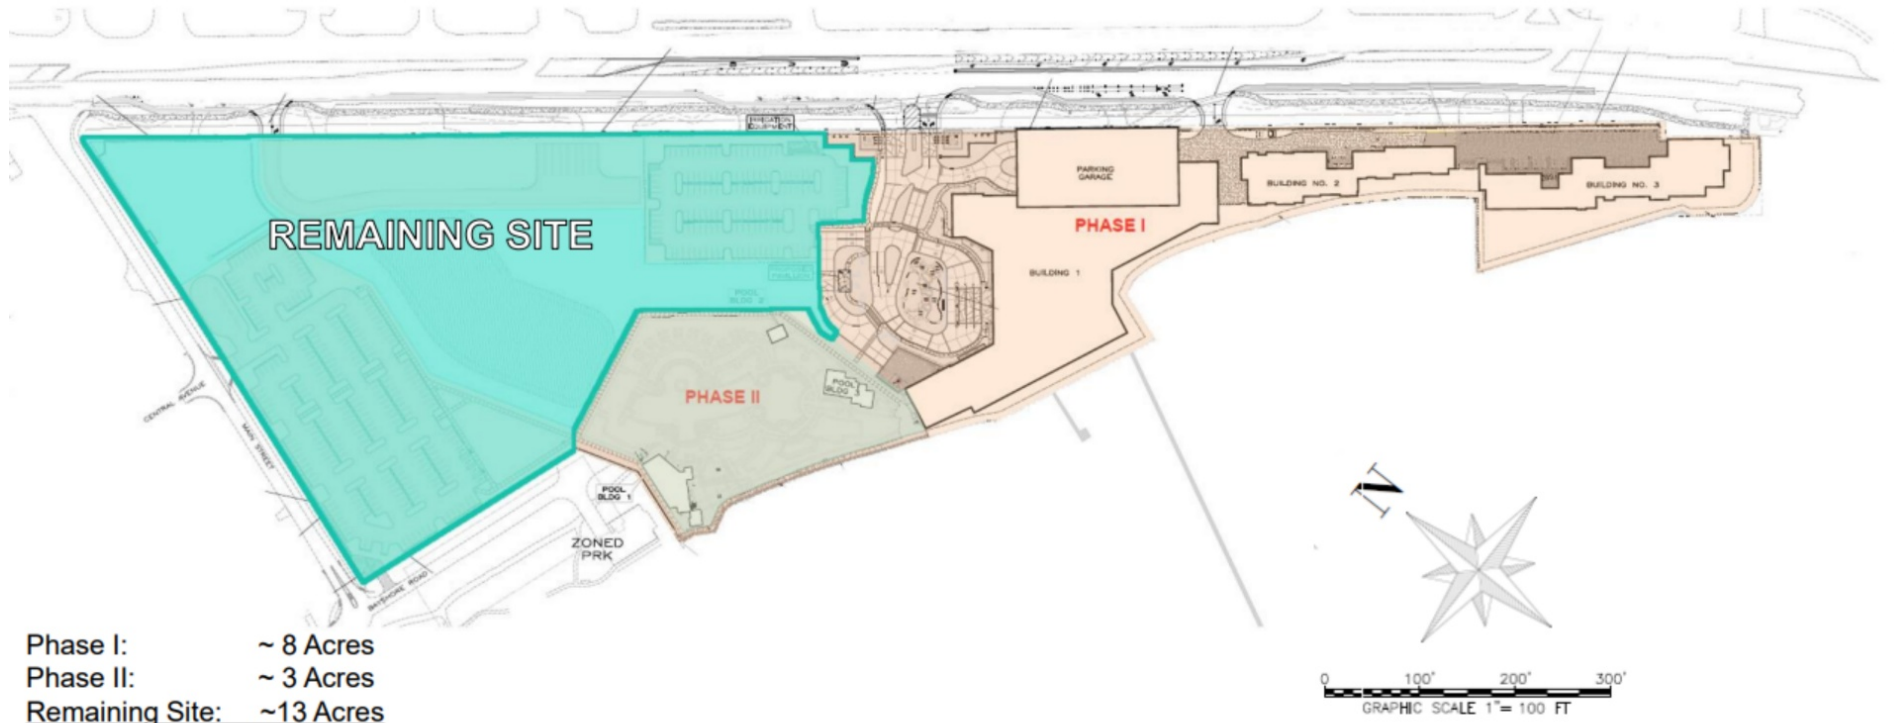 IRRIGATION
EQUIPMENT
PARKING
GARAGE
BUILDING NO. 2
BUILDING NO. 3
REMAINING SITE
PHASE I
BUILDING 1
POOL
BLDG 2
PHASE II
POOL
BLDG
CENTRAL AVENUE
MAIN STREET
POOL
BLDG 1
ZONED
PRK
BAYSHORE ROAD
N
Phase I: ~ 8 Acres
Phase II: ~ 3 Acres
Remaining Site: ~13 Acres
0 100' 200' 300'
GRAPHIC SCALE 1"= 100 FT